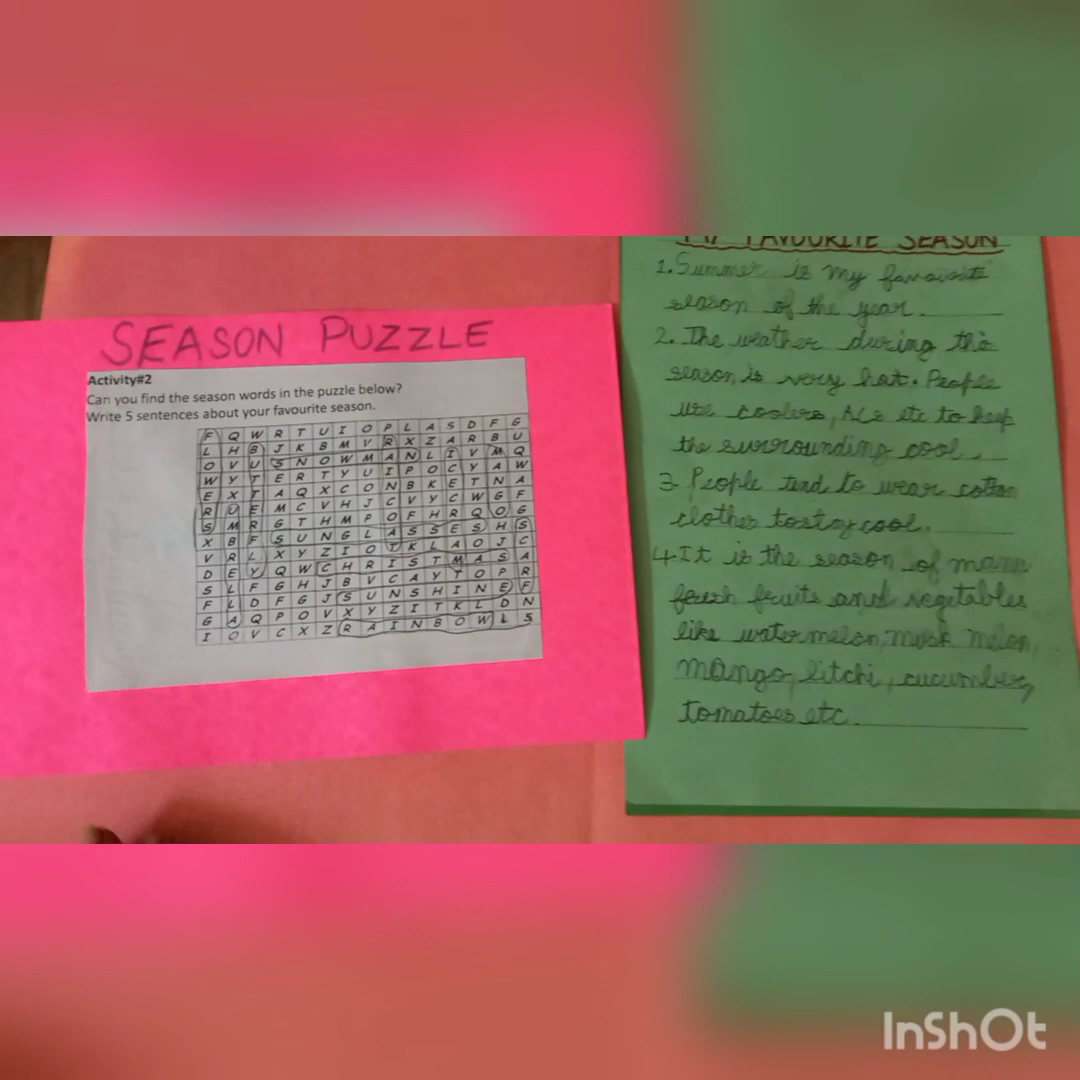 SEASON PUZZLE
Activity#2
Can you find the season words in the puzzle below?
Write 5 sentences about your favourite season.
F Q W R T U I O P L A S D F G
L H B J K B M V R X Z A R B U
O V U S N O W M A N L I V M Q
W Y T E R T Y U I P O C Y A W
E X T A Q X C O N B K E T N A
R U E M C V H J C V Y C W G F
S M R G T H M P O F H R Q O G
X B F S U N G L A S S E S H S
V R L X Y Z I O T K L A O J C
D E Y Q W C H R I S T M A S A
S L F G H J B V C A Y T O P R
F L D F G J S U N S H I N E F
G A Q P O V X Y Z I T K L D N
I O V C X Z R A I N B O W L S
MY FAVOURITE SEASON
1. Summer is my favourite
season of the year.
2. The weather during this
season is very hot. People
use coolers, ACs etc to keep
the surrounding cool.
3. People tend to wear cotton
clothes to stay cool.
4. It is the season of many
fresh fruits and vegetables
like watermelon, musk melon,
mango, litchi, cucumber,
tomatoes etc.
InShOt